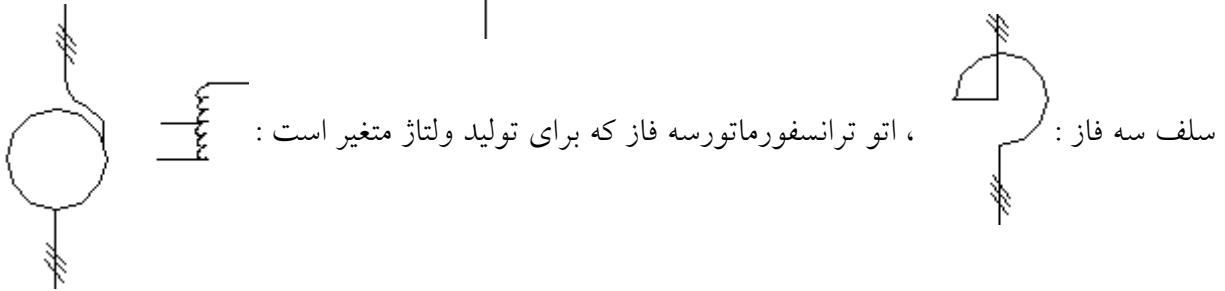 سلف سه فاز : ، اتو ترانسفورماتورسه فاز که برای تولید ولتاژ متغیر است :